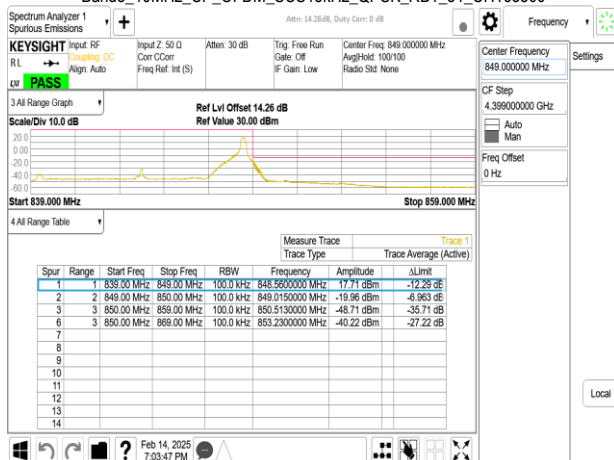 Spectrum Analyzer 1
Spurious Emissions
Attn: 14.26dB, Duty Corr: 0 dB
Frequency
Settings
KEYSIGHT
RL
PASS
Input: RF
Coupling: DC
Align: Auto
Input Z: 50 Ω
Corr CCorr
Freq Ref: Int (S)
Atten: 30 dB
Trig: Free Run
Gate: Off
IF Gain: Low
Center Freq: 849.000000 MHz
Avg|Hold: 100/100
Radio Std: None
Center Frequency
849.000000 MHz
CF Step
4.399000000 GHz
Auto
Man
Freq Offset
0 Hz
3 All Range Graph
Scale/Div 10.0 dB
Ref Lvl Offset 14.26 dB
Ref Value 30.00 dBm
20.0
0.00
-20.0
-40.0
-60.0
Start 839.000 MHz
Stop 859.000 MHz
4 All Range Table
Measure Trace Trace 1
Trace Type Trace Average (Active)
Spur Range Start Freq Stop Freq RBW Frequency Amplitude ΔLimit
1 1 839.00 MHz 849.00 MHz 100.0 kHz 848.5600 MHz 17.71 dBm -12.29 dB
2 2 849.00 MHz 850.00 MHz 100.0 kHz 849.0150 MHz -19.96 dBm -6.963 dB
3 3 850.00 MHz 859.00 MHz 100.0 kHz 850.5130 MHz -48.71 dBm -35.71 dB
6 3 850.00 MHz 869.00 MHz 100.0 kHz 853.2300 MHz -40.22 dBm -27.22 dB
7
8
9
10
11
12
13
14
Local
Feb 14, 2025
7:03:47 PM